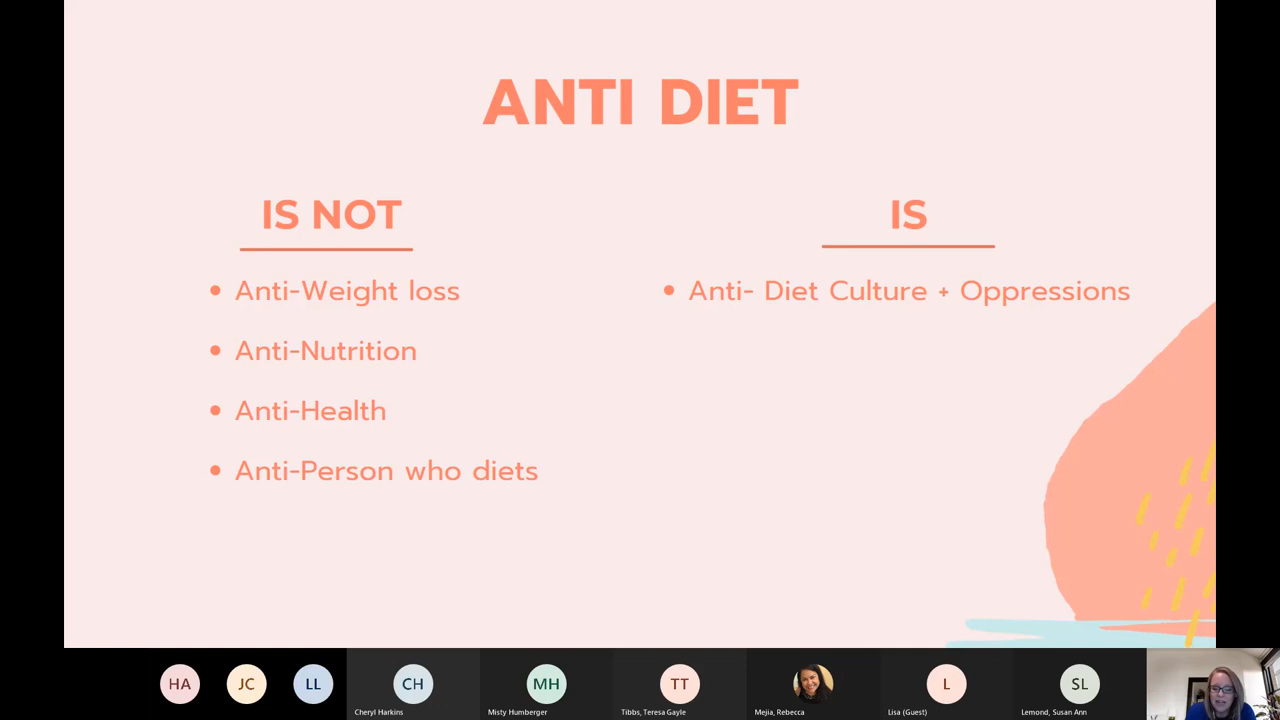 ANTI DIET
IS NOT
Anti-Weight loss
Anti-Nutrition
Anti-Health
Anti-Person who diets
IS
Anti- Diet Culture + Oppressions
HA
JC
LL
CH
Cheryl Harkins
MH
Misty Humberger
TT
Tibbs, Teresa Gayle
Mejia, Rebecca
L
Lisa (Guest)
SL
Lemond, Susan Ann